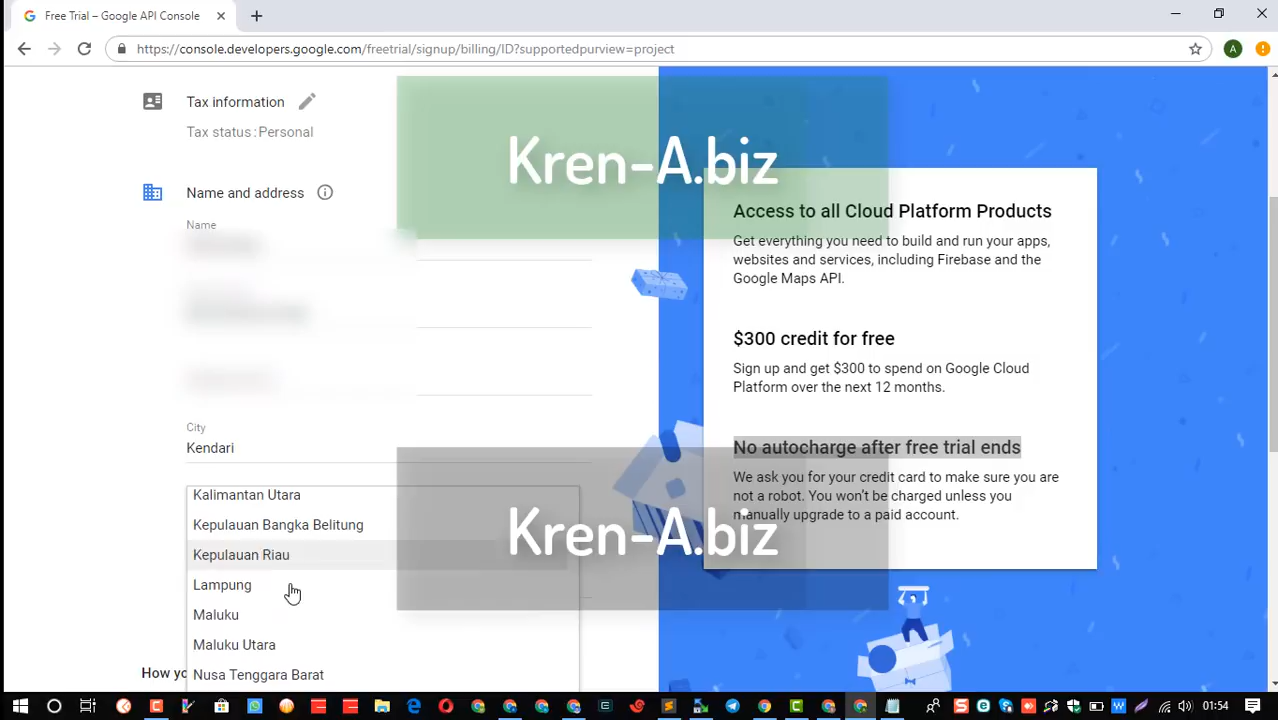 Free Trial – Google API Console
https://console.developers.google.com/freetrial/signup/billing/ID?supportedpurview=project
A
Tax information
Tax status: Personal
Name and address
Name
City
Kendari
Kalimantan Utara
Kepulauan Bangka Belitung
Kepulauan Riau
Lampung
Maluku
Maluku Utara
Nusa Tenggara Barat
How yo
Kren-A.biz
Access to all Cloud Platform Products
Get everything you need to build and run your apps,
websites and services, including Firebase and the
Google Maps API.
$300 credit for free
Sign up and get $300 to spend on Google Cloud
Platform over the next 12 months.
No autocharge after free trial ends
We ask you for your credit card to make sure you are
not a robot. You won't be charged unless you
manually upgrade to a paid account.
Kren-A.biz
01:54